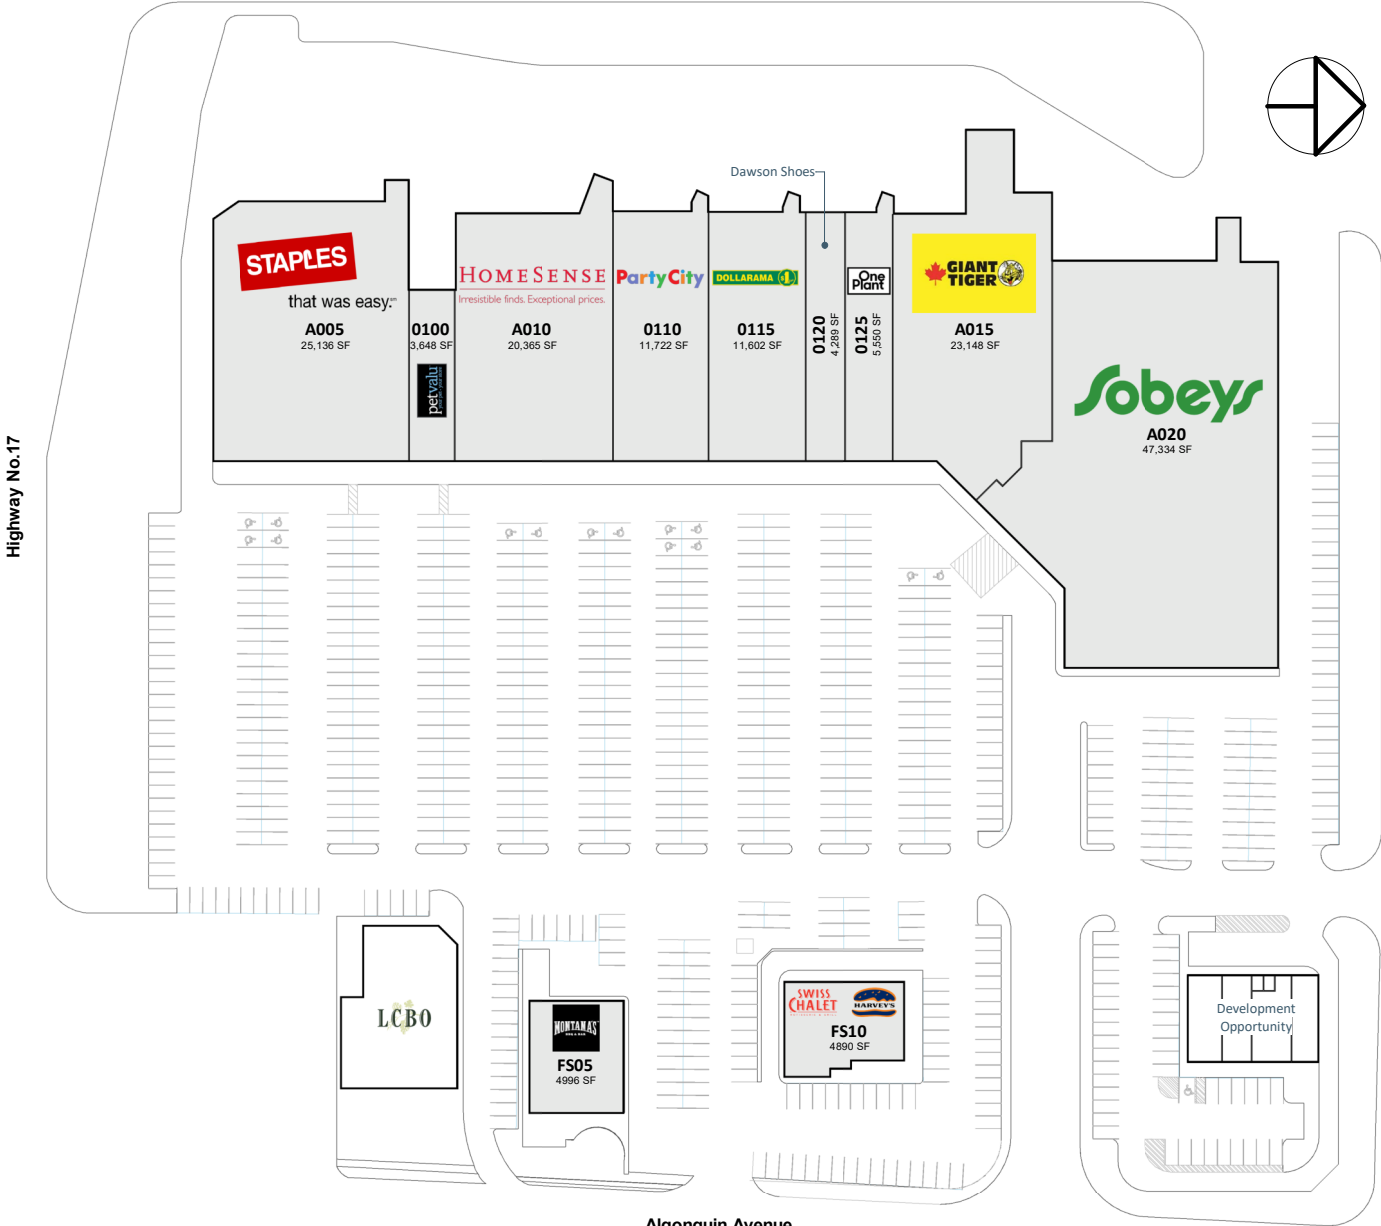 Dawson Shoes
STAPLES
that was easy.
A005
25,136 SF
0100
3,648 SF
petvalu
HOMESENSE
Irresistible finds. Exceptional prices.
A010
20,365 SF
PartyCity
0110
11,722 SF
DOLLARAMA
0115
11,602 SF
0120
4,289 SF
One
Plant
0125
5,550 SF
GIANT
TIGER
A015
23,148 SF
Sobeys
A020
47,334 SF
Highway No.17
LCBO
MONTANA'S
FS05
4996 SF
SWISS
CHALET
HARVEY'S
FS10
4890 SF
Development
Opportunity
Algonquin Avenue